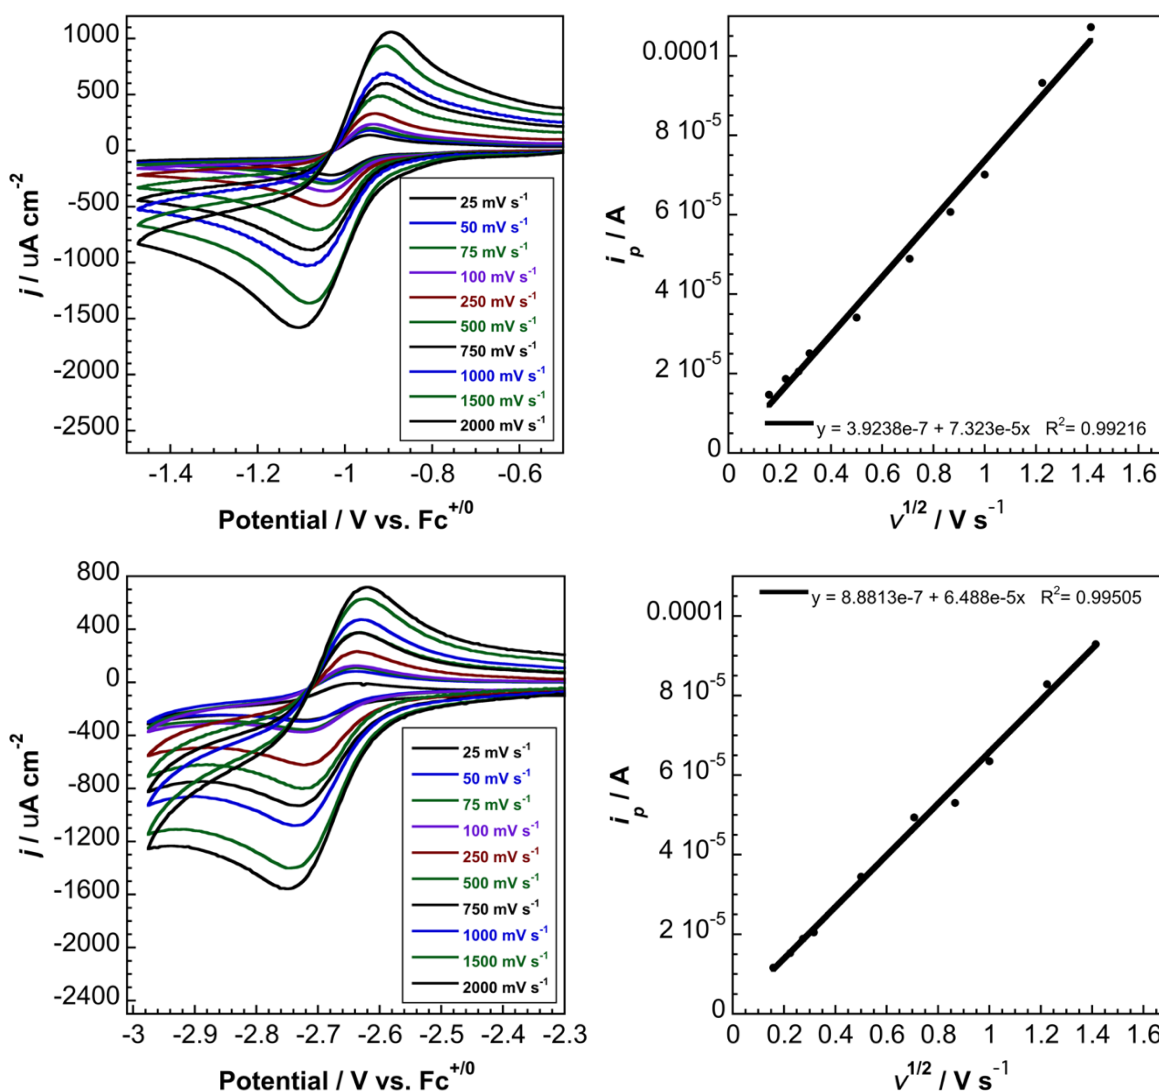 1000
500
0
-500
-1000
-1500
-2000
-2500
j / uA cm⁻²
-1.4 -1.2 -1 -0.8 -0.6
Potential / V vs. Fc⁺/⁰
25 mV s⁻¹
50 mV s⁻¹
75 mV s⁻¹
100 mV s⁻¹
250 mV s⁻¹
500 mV s⁻¹
750 mV s⁻¹
1000 mV s⁻¹
1500 mV s⁻¹
2000 mV s⁻¹
0.0001
8 10⁻⁵
6 10⁻⁵
4 10⁻⁵
2 10⁻⁵
0
iₚ / A
y = 3.9238e-7 + 7.323e-5x R²= 0.99216
0 0.2 0.4 0.6 0.8 1 1.2 1.4 1.6
ν¹/² / V s⁻¹
800
400
0
-400
-800
-1200
-1600
-2000
-2400
j / uA cm⁻²
-3 -2.9 -2.8 -2.7 -2.6 -2.5 -2.4 -2.3
Potential / V vs. Fc⁺/⁰
25 mV s⁻¹
50 mV s⁻¹
75 mV s⁻¹
100 mV s⁻¹
250 mV s⁻¹
500 mV s⁻¹
750 mV s⁻¹
1000 mV s⁻¹
1500 mV s⁻¹
2000 mV s⁻¹
y = 8.8813e-7 + 6.488e-5x R²= 0.99505
0.0001
8 10⁻⁵
6 10⁻⁵
4 10⁻⁵
2 10⁻⁵
0
iₚ / A
0 0.2 0.4 0.6 0.8 1 1.2 1.4 1.6
ν¹/² / V s⁻¹